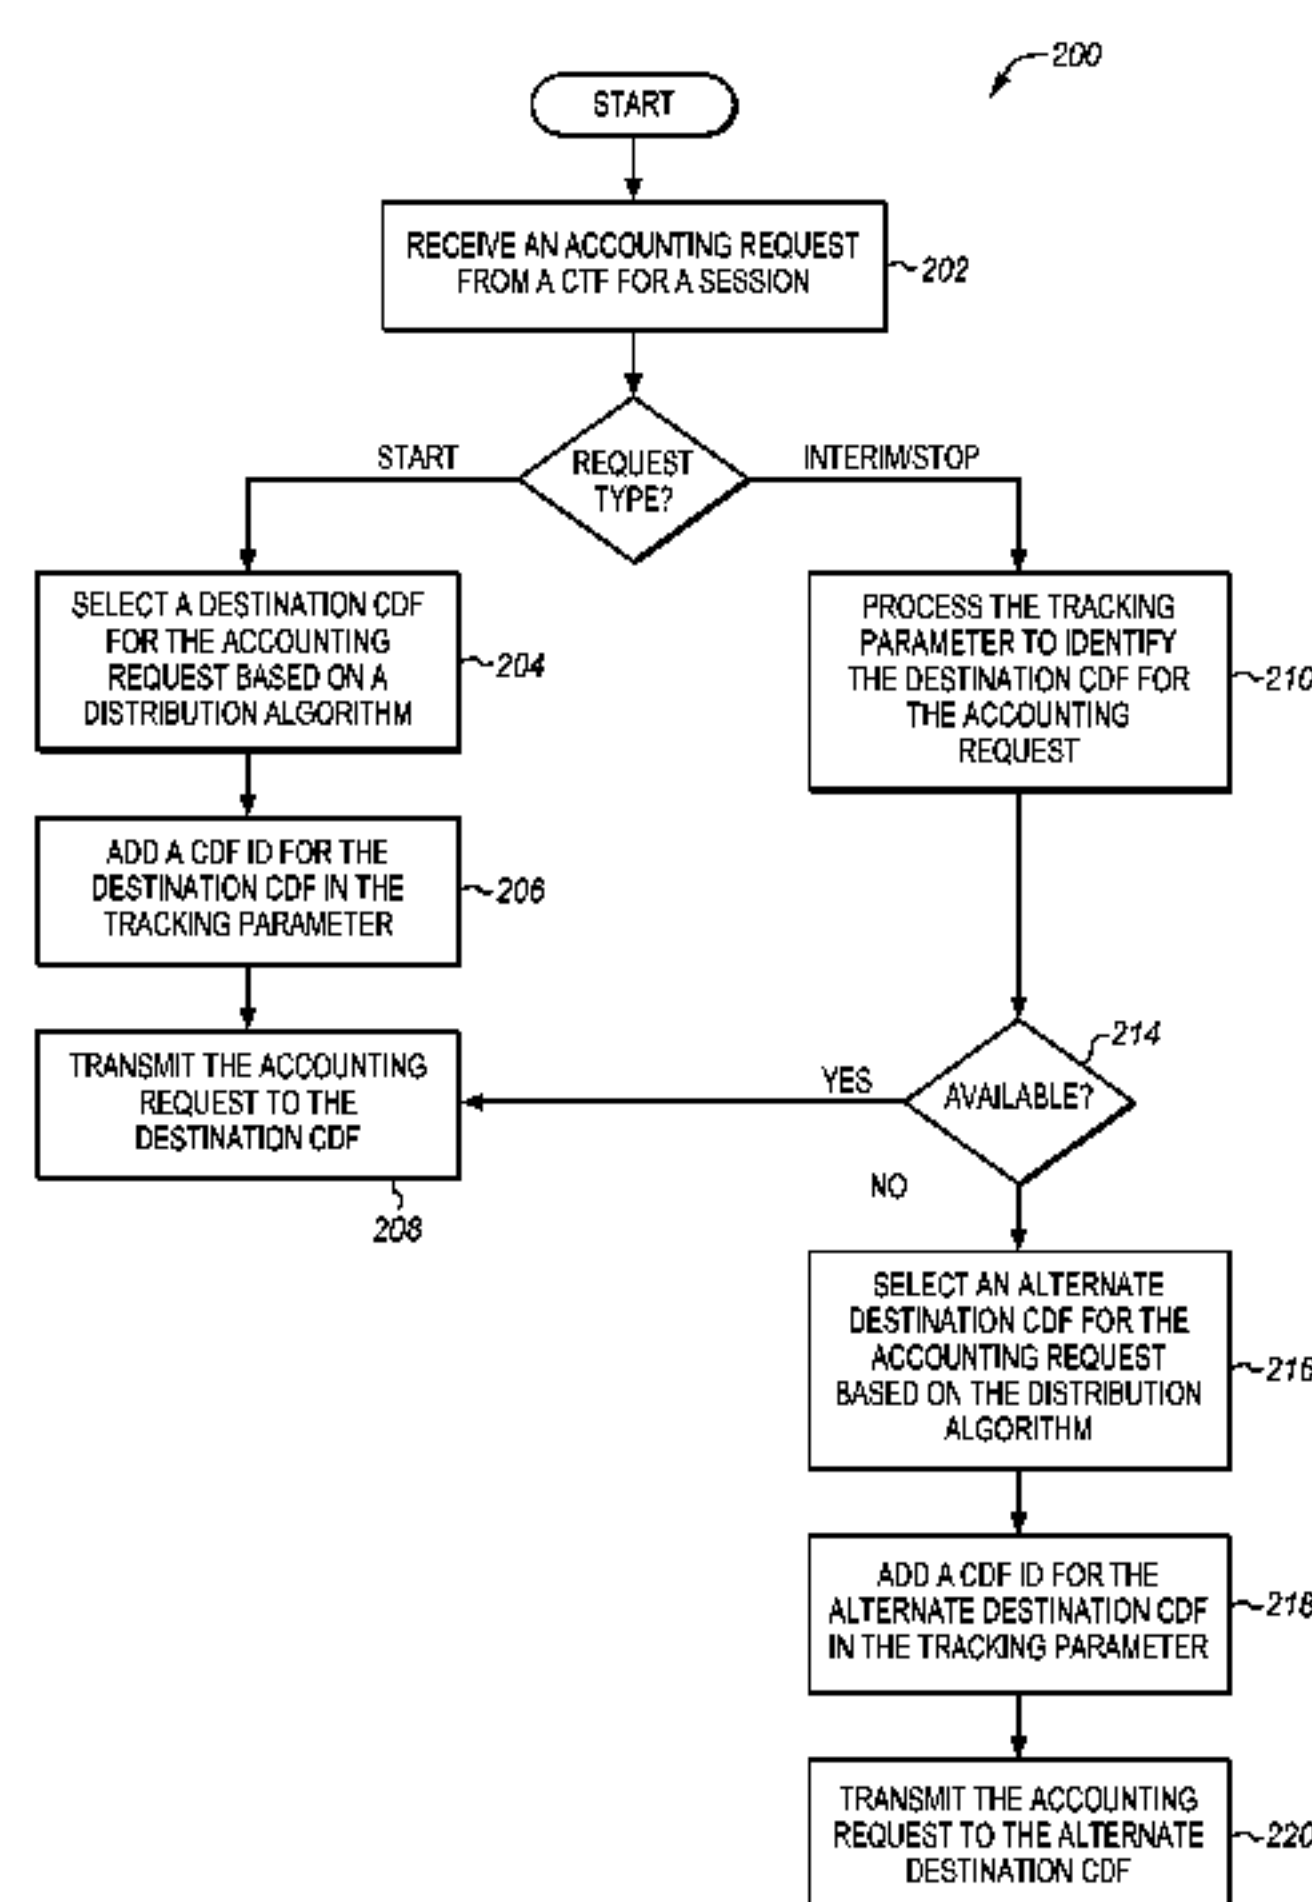 200
START
RECEIVE AN ACCOUNTING REQUEST
FROM A CTF FOR A SESSION
202
REQUEST
TYPE?
START
INTERIM/STOP
SELECT A DESTINATION CDF
FOR THE ACCOUNTING
REQUEST BASED ON A
DISTRIBUTION ALGORITHM
204
ADD A CDF ID FOR THE
DESTINATION CDF IN THE
TRACKING PARAMETER
206
TRANSMIT THE ACCOUNTING
REQUEST TO THE
DESTINATION CDF
208
PROCESS THE TRACKING
PARAMETER TO IDENTIFY
THE DESTINATION CDF FOR
THE ACCOUNTING
REQUEST
210
AVAILABLE?
214
YES
NO
SELECT AN ALTERNATE
DESTINATION CDF FOR THE
ACCOUNTING REQUEST
BASED ON THE DISTRIBUTION
ALGORITHM
216
ADD A CDF ID FOR THE
ALTERNATE DESTINATION CDF
IN THE TRACKING PARAMETER
218
TRANSMIT THE ACCOUNTING
REQUEST TO THE ALTERNATE
DESTINATION CDF
220